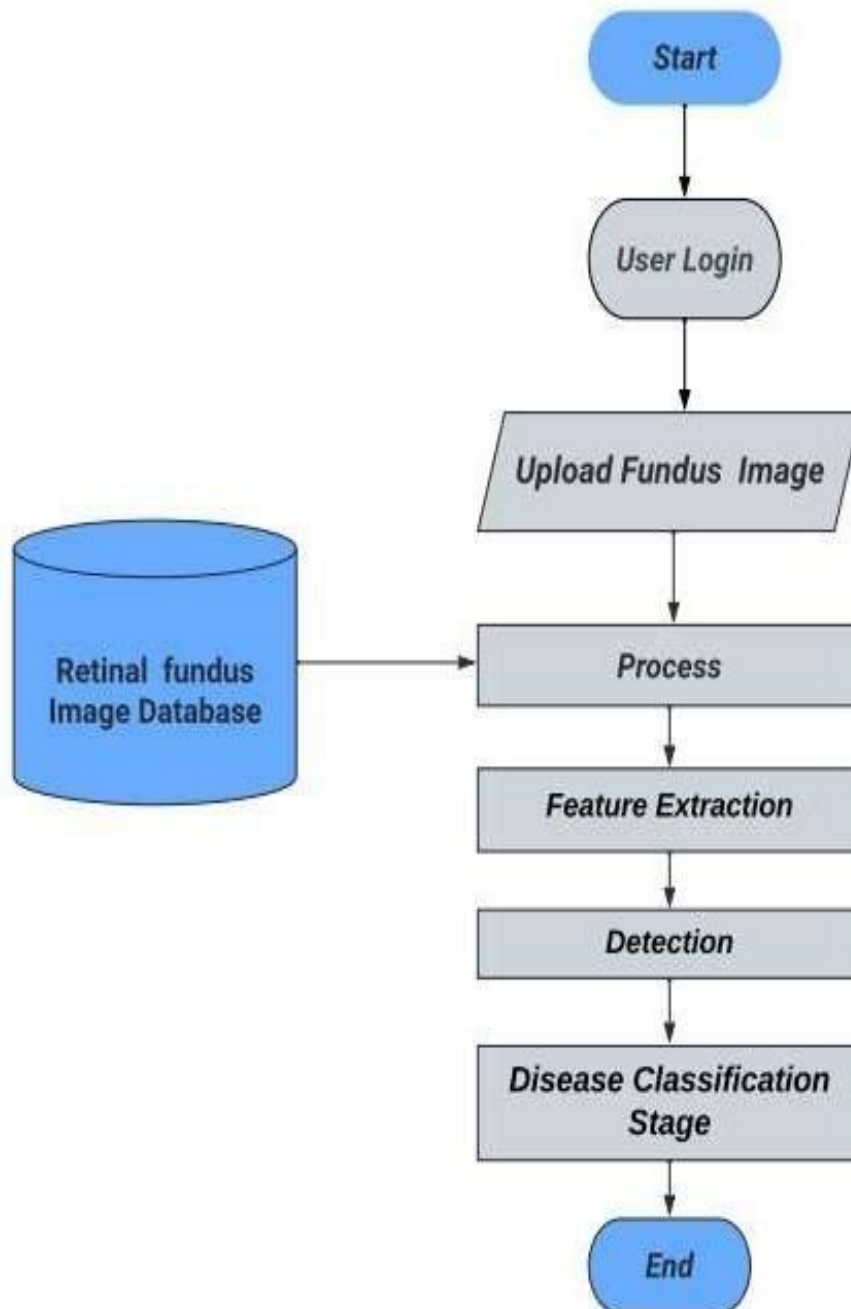 Start
User Login
Upload Fundus Image
Retinal fundus
Image Database
Process
Feature Extraction
Detection
Disease Classification
Stage
End